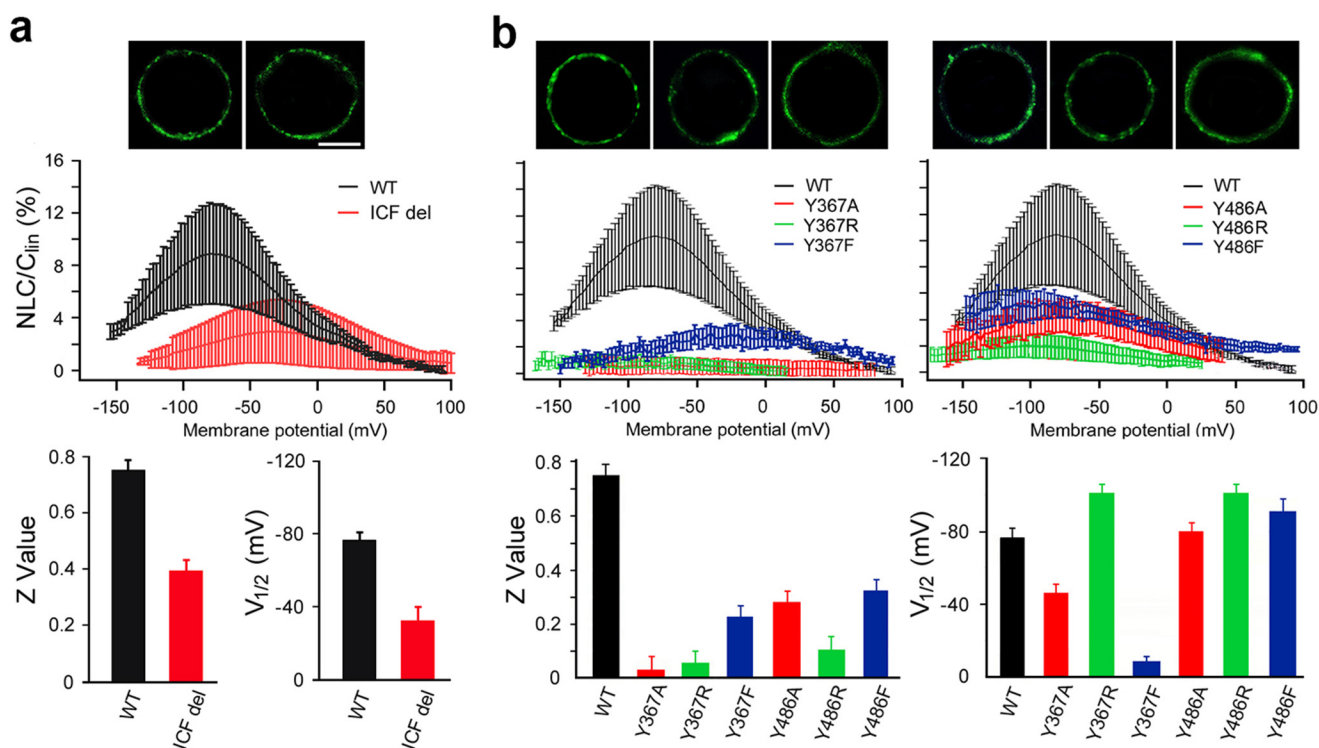 a
b
16
12
8
4
0
NLC/Clin (%)
WT
ICF del
-150
-100
-50
0
50
100
Membrane potential (mV)
WT
Y367A
Y367R
Y367F
-150
-100
-50
0
50
100
Membrane potential (mV)
WT
Y486A
Y486R
Y486F
-150
-100
-50
0
50
100
Membrane potential (mV)
0.8
0.6
0.4
0.2
0
Z Value
WT
ICF del
-120
-80
-40
0
V1/2 (mV)
WT
ICF del
0.8
0.6
0.4
0.2
0
Z Value
WT
Y367A
Y367R
Y367F
Y486A
Y486R
Y486F
-120
-80
-40
0
V1/2 (mV)
WT
Y367A
Y367R
Y367F
Y486A
Y486R
Y486F